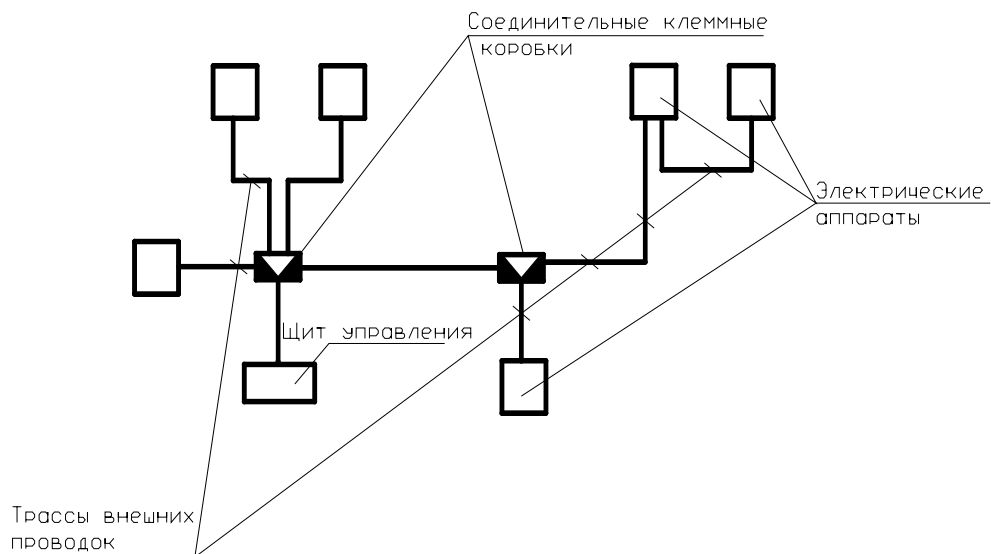 Соединительные клеммные
коробки
Электрические
аппараты
Щит управления
Трассы внешних
проводок